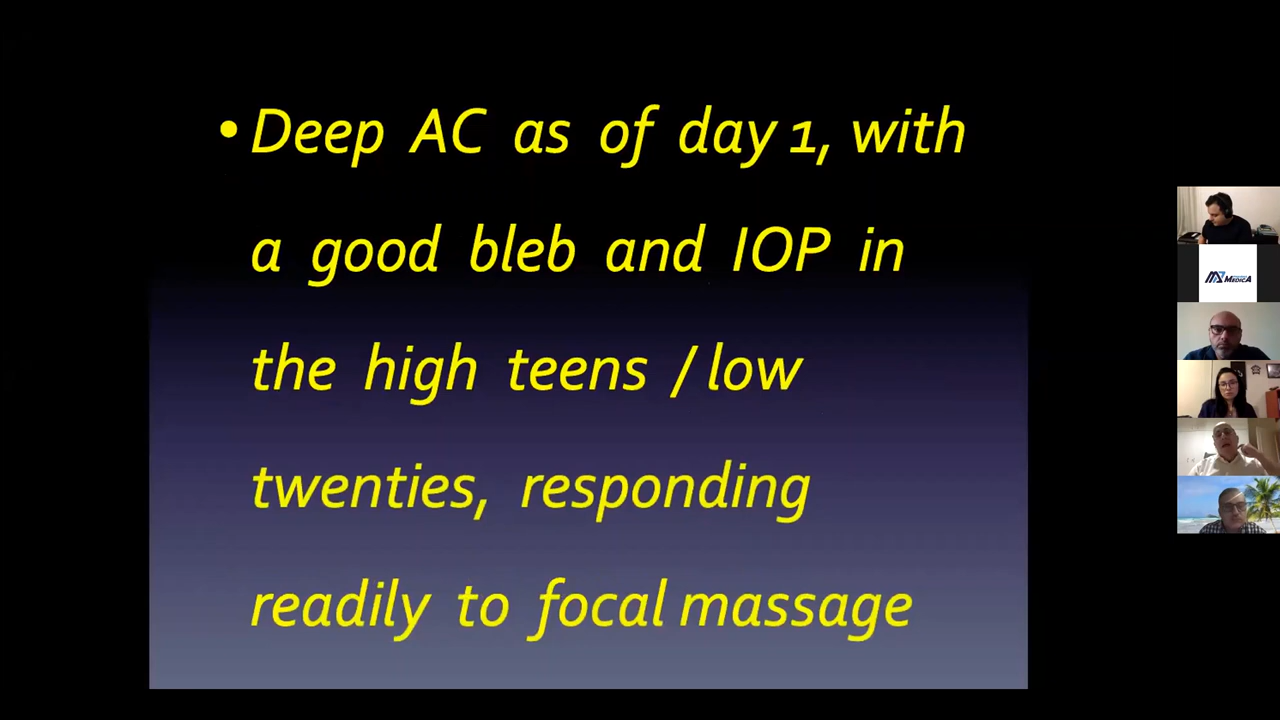 • Deep AC as of day 1, with
a good bleb and IOP in
the high teens / low
twenties, responding
readily to focal massage
MEDICA